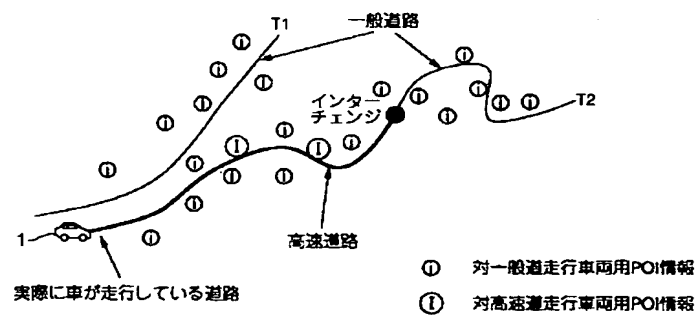 T1
一般道路
インター
チェンジ
T2
1
高速道路
実際に車が走行している道路
対一般道走行車両用POI情報
対高速道走行車両用POI情報